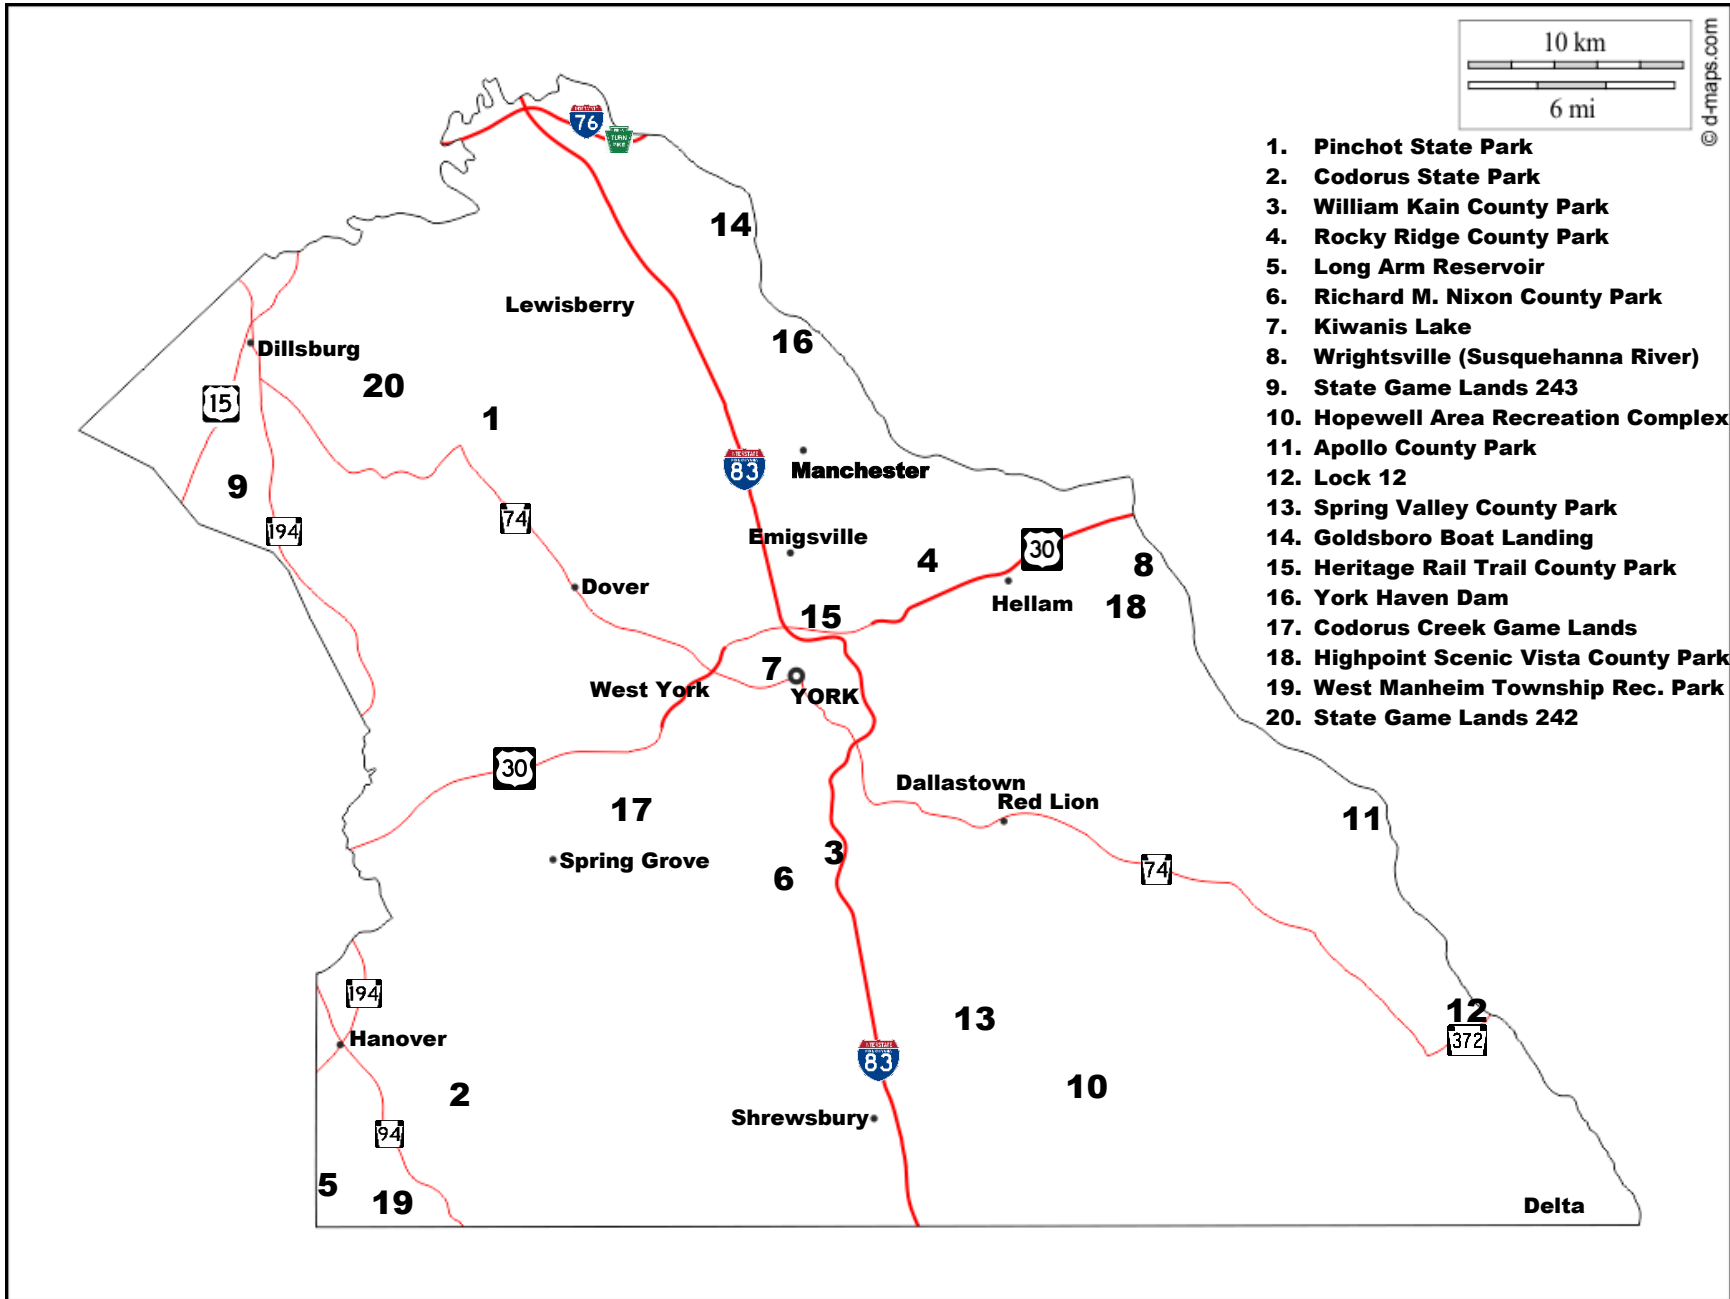 10 km
6 mi
© d-maps.com
1. Pinchot State Park
2. Codorus State Park
3. William Kain County Park
4. Rocky Ridge County Park
5. Long Arm Reservoir
6. Richard M. Nixon County Park
7. Kiwanis Lake
8. Wrightsville (Susquehanna River)
9. State Game Lands 243
10. Hopewell Area Recreation Complex
11. Apollo County Park
12. Lock 12
13. Spring Valley County Park
14. Goldsboro Boat Landing
15. Heritage Rail Trail County Park
16. York Haven Dam
17. Codorus Creek Game Lands
18. Highpoint Scenic Vista County Park
19. West Manheim Township Rec. Park
20. State Game Lands 242
76
TURN
PIKE
14
Lewisberry
16
Dillsburg
20
15
1
INTERSTATE
83
Manchester
9
74
194
Emigsville
4
30
8
Dover
Hellam
18
15
7
West York
YORK
30
Dallastown
Red Lion
17
11
3
Spring Grove
6
74
194
12
13
Hanover
372
83
2
10
Shrewsbury
94
5
19
Delta